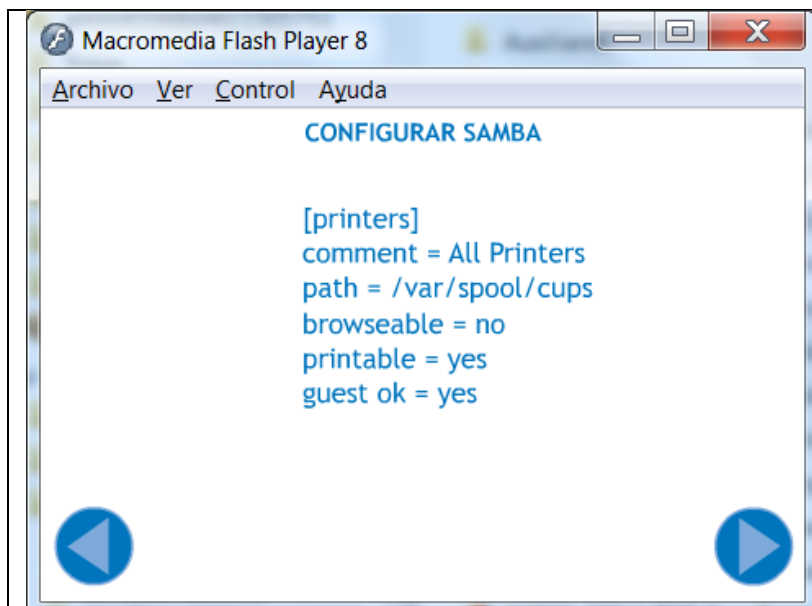 Macromedia Flash Player 8
Archivo Ver Control Ayuda
CONFIGURAR SAMBA
[printers]
comment = All Printers
path = /var/spool/cups
browseable = no
printable = yes
guest ok = yes